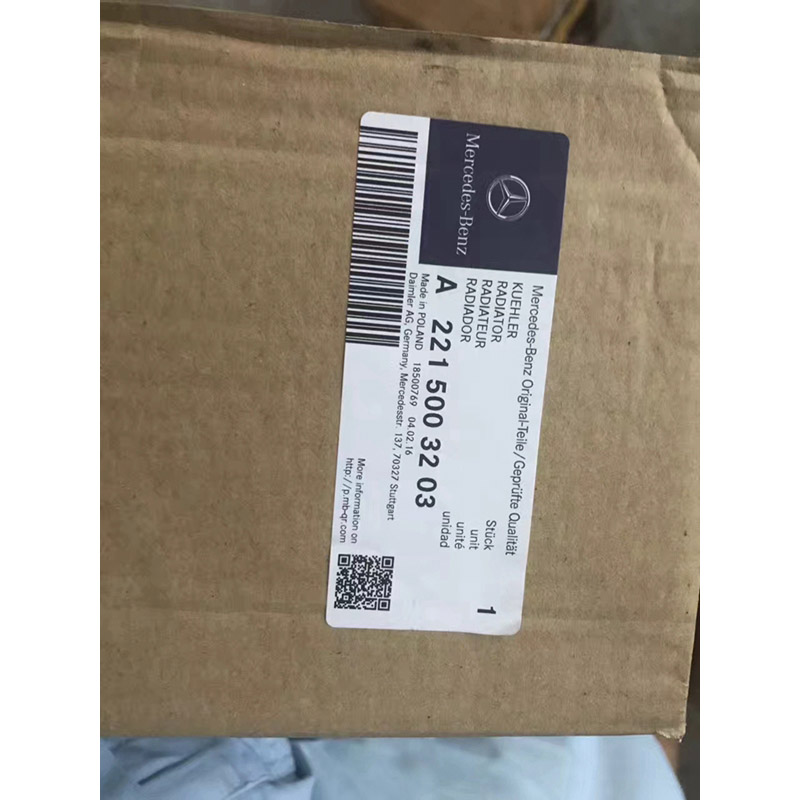 Mercedes-Benz
Mercedes-Benz Original-Teile/Geprüfte Qualität
KUEHLER
RADIATOR
RADIATEUR
RADIADOR
Stück
unit
unité
unidad
1
A 221 500 32 03
Made in POLAND 18500769 04.02.16
Daimler AG, Germany, Mercedesstr. 137, 70327 Stuttgart
More information on
http://p.mb-qr.com